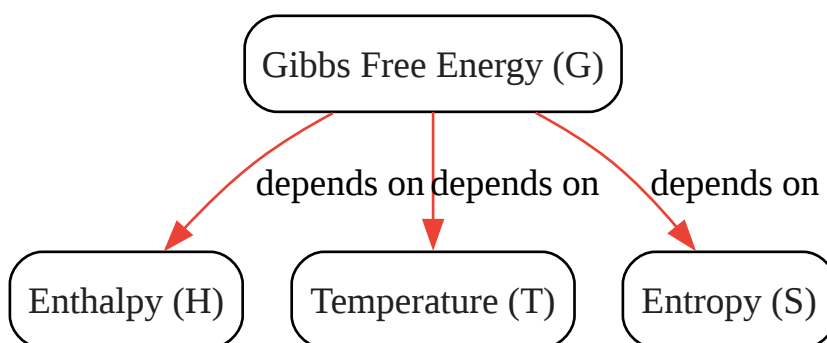 Gibbs Free Energy (G)
depends on depends on depends on
Enthalpy (H) Temperature (T) Entropy (S)